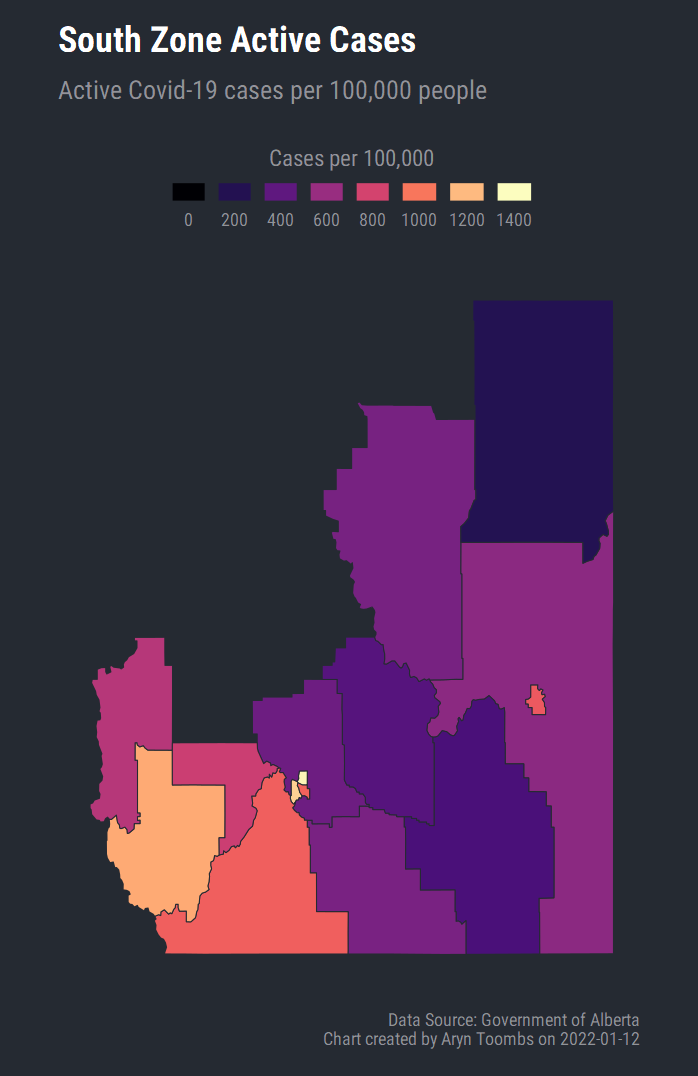 South Zone Active Cases
Active Covid-19 cases per 100,000 people
Cases per 100,000
0 200 400 600 800 1000 1200 1400
Data Source: Government of Alberta
Chart created by Aryn Toombs on 2022-01-12